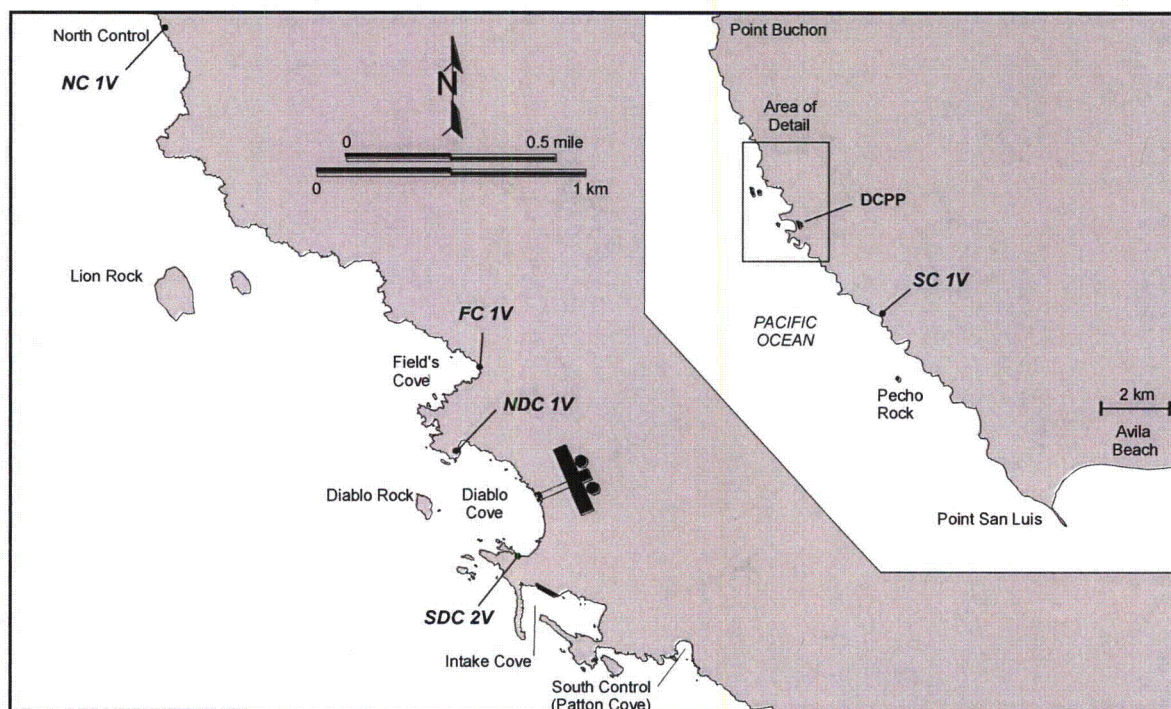 North Control
NC 1V
N
0
0.5 mile
0
1 km
Lion Rock
FC 1V
Field's
Cove
NDC 1V
Diablo Rock
Diablo
Cove
SDC 2V
Intake Cove
South Control
(Patton Cove)
Point Buchon
Area of
Detail
DCPP
SC 1V
PACIFIC
OCEAN
Pecho
Rock
2 km
Avila
Beach
Point San Luis